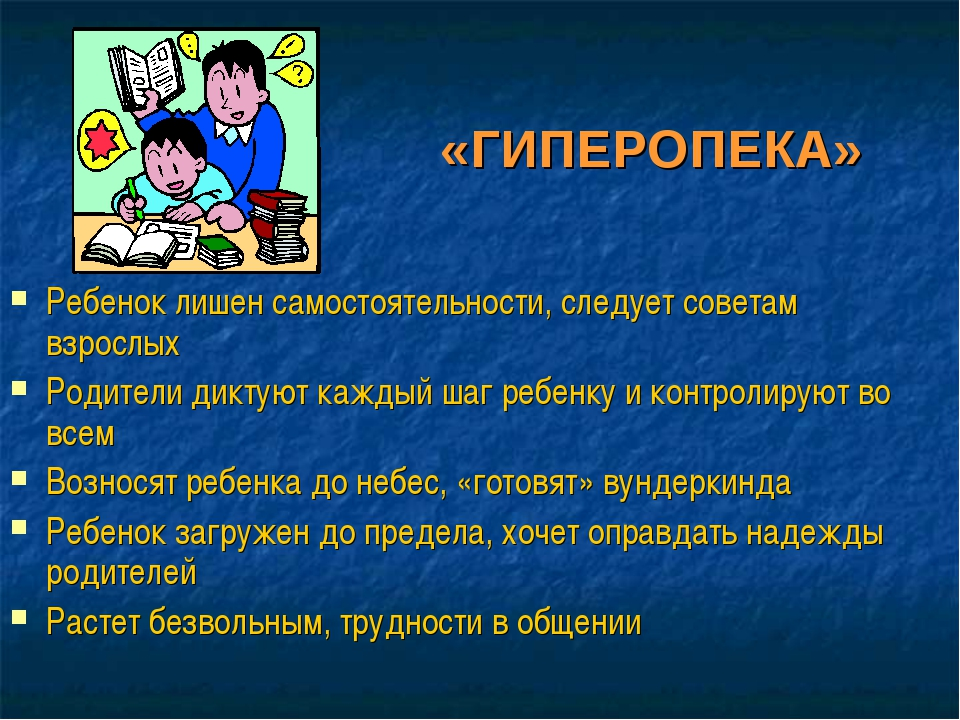 «ГИПЕРОПЕКА»
Ребенок лишен самостоятельности, следует советам
взрослых
Родители диктуют каждый шаг ребенку и контролируют во
всем
Возносят ребенка до небес, «готовят» вундеркинда
Ребенок загружен до предела, хочет оправдать надежды
родителей
Растет безвольным, трудности в общении